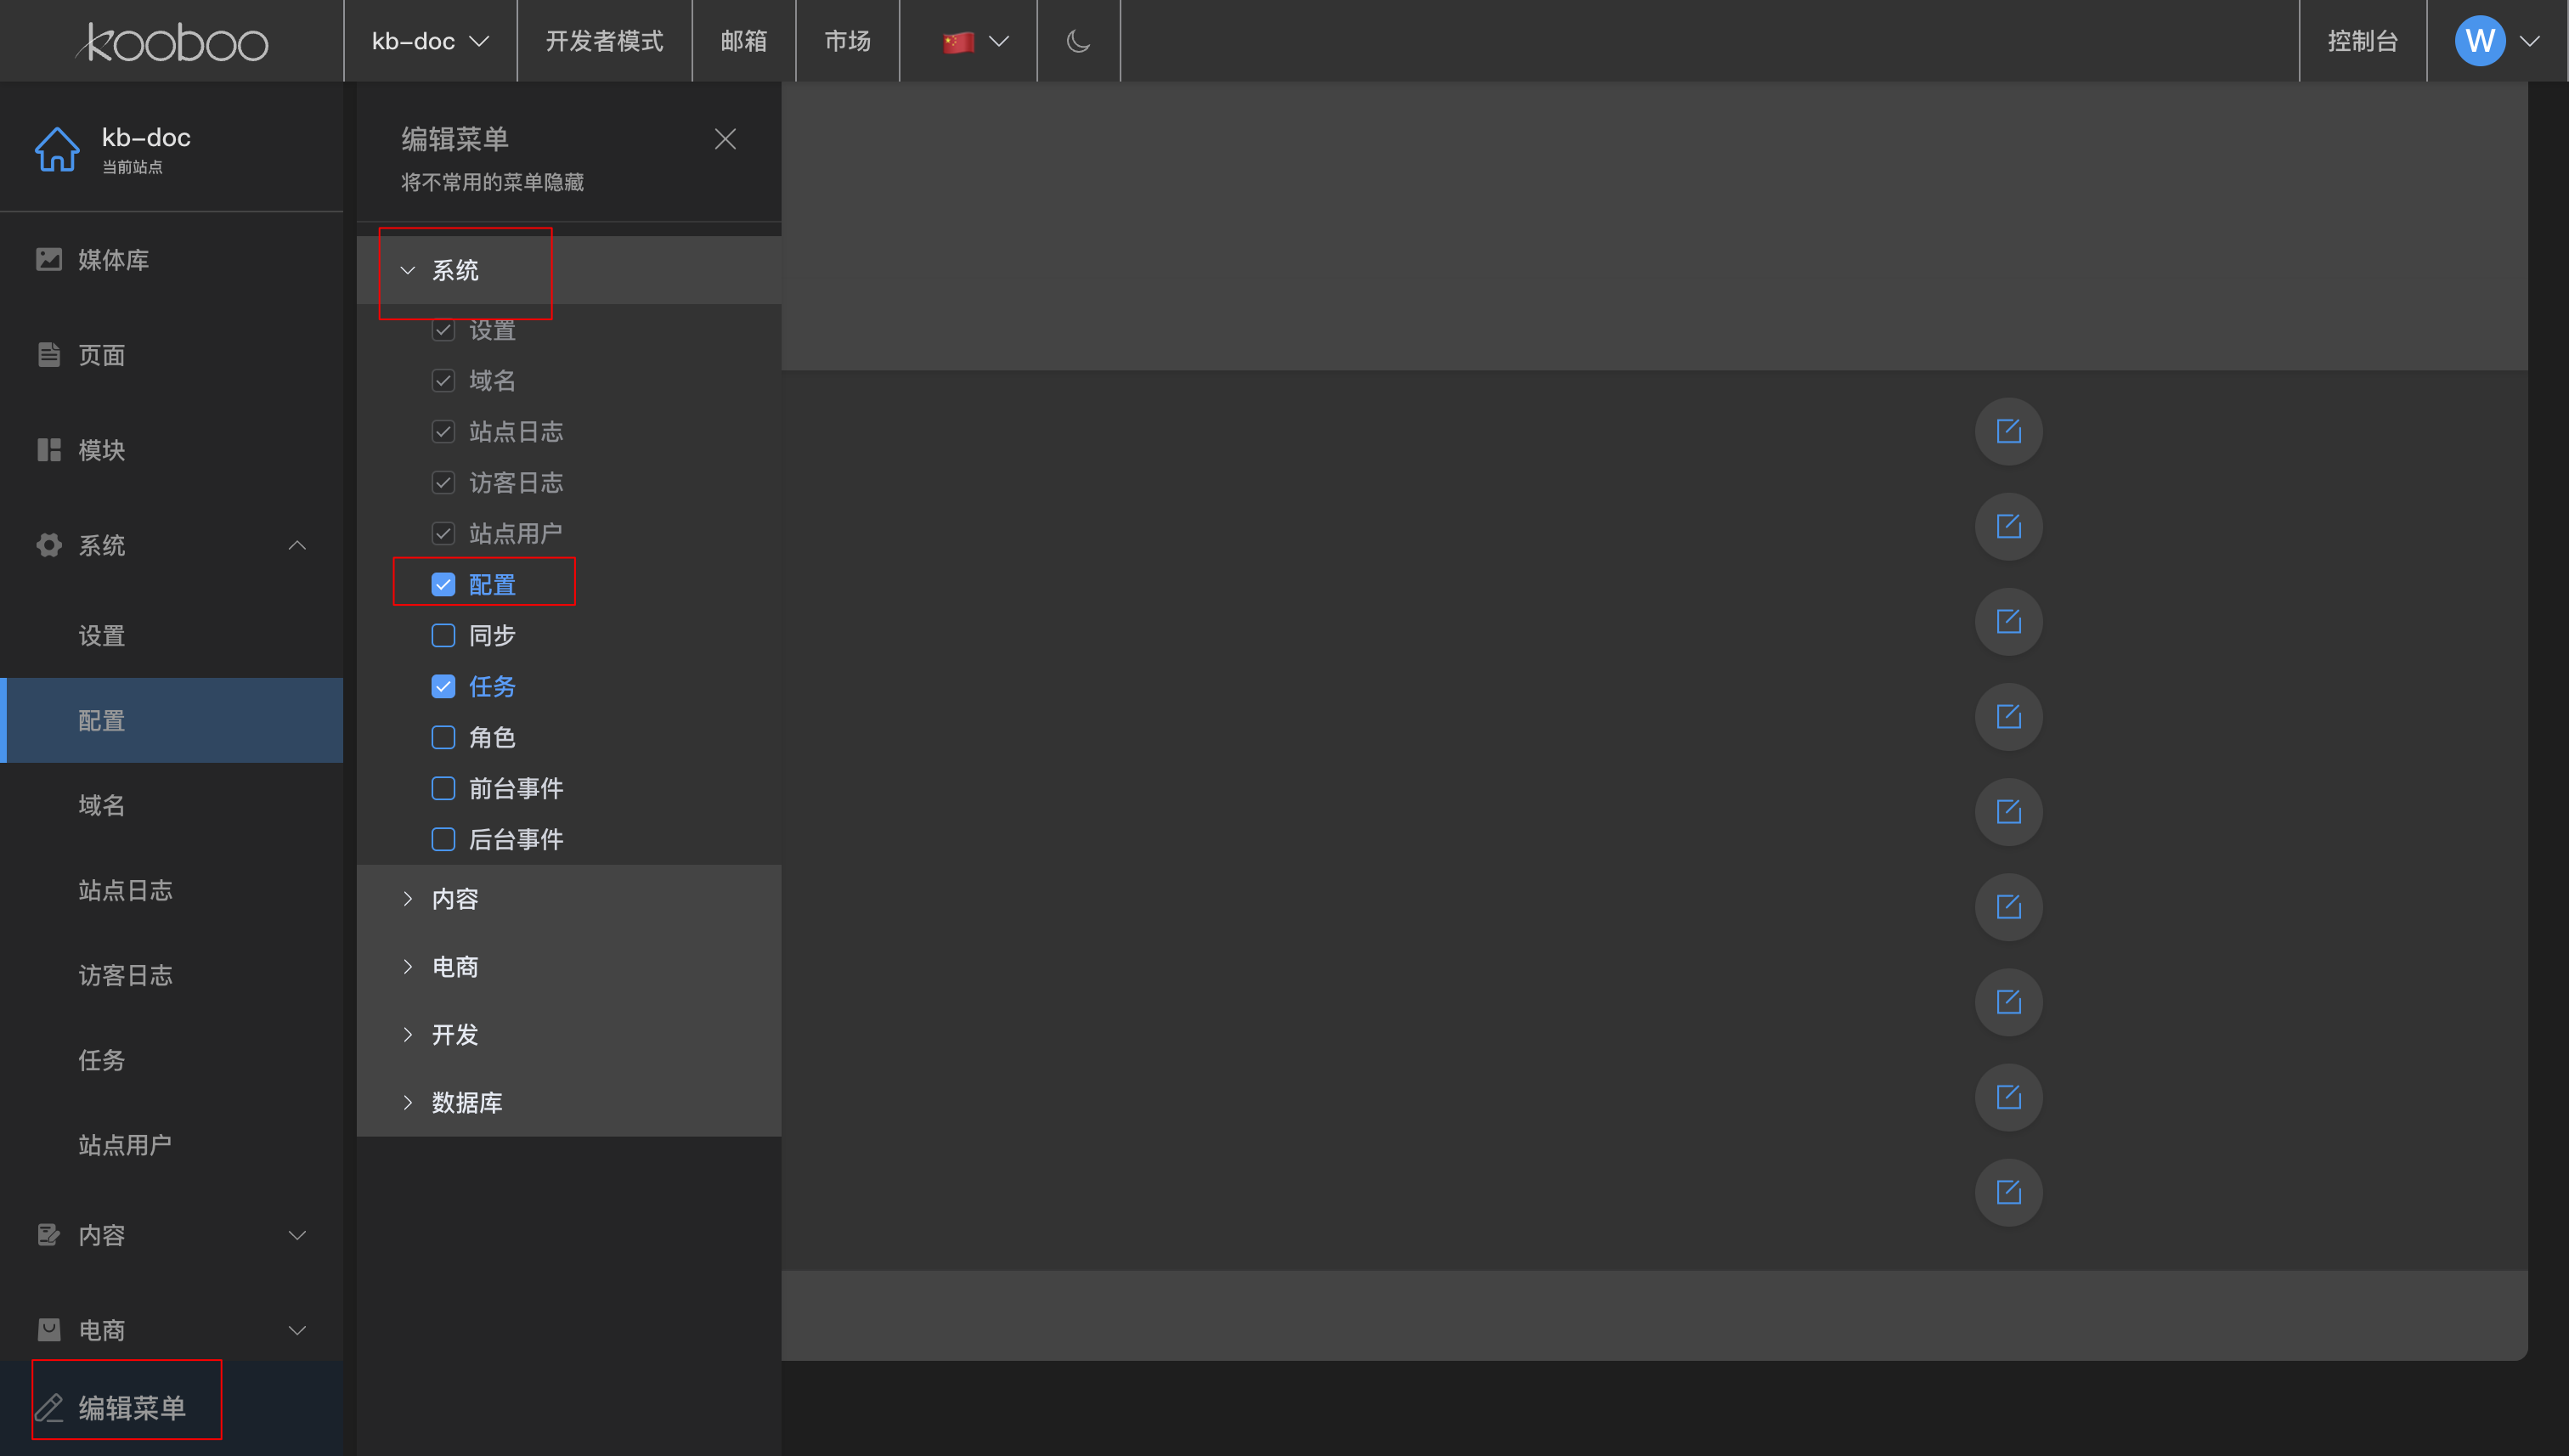 kooboo
kb-doc
开发者模式
邮箱
市场
控制台
W
kb-doc
当前站点
媒体库
页面
模块
系统
设置
配置
域名
站点日志
访客日志
任务
站点用户
内容
电商
编辑菜单
编辑菜单
将不常用的菜单隐藏
系统
设置
域名
站点日志
访客日志
站点用户
配置
同步
任务
角色
前台事件
后台事件
内容
电商
开发
数据库